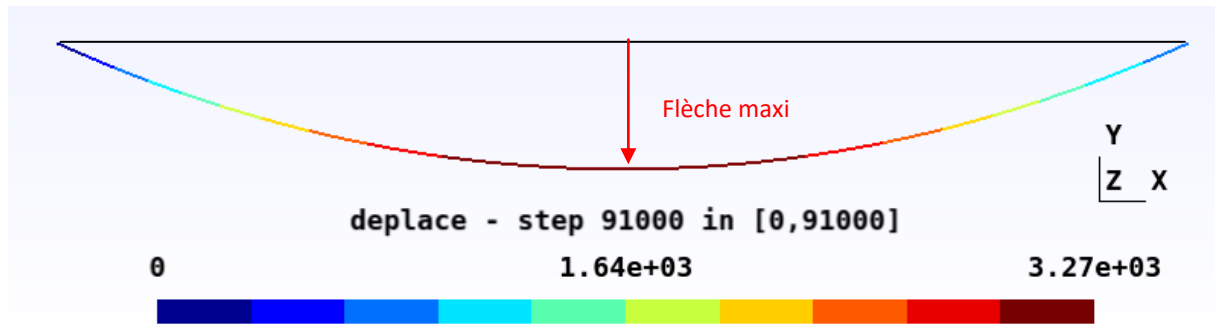 Flèche maxi
Y
Z X
deplace - step 91000 in [0,91000]
0 1.64e+03 3.27e+03